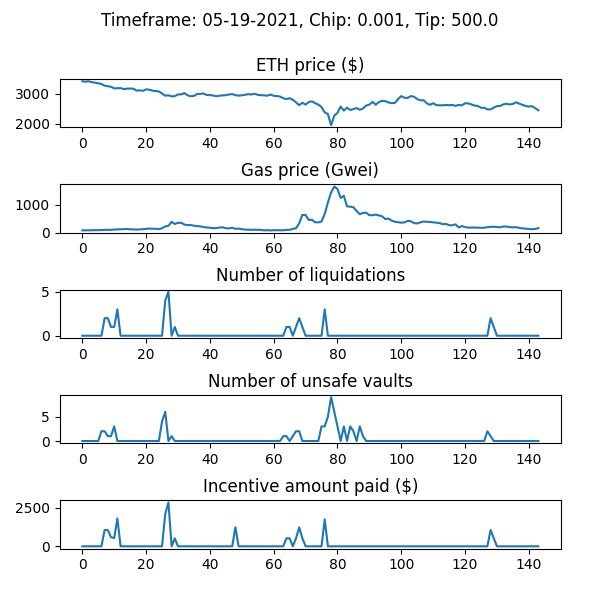 Timeframe: 05-19-2021, Chip: 0.001, Tip: 500.0
ETH price ($)
3000
2000
0 20 40 60 80 100 120 140
Gas price (Gwei)
1000
0
0 20 40 60 80 100 120 140
Number of liquidations
5
0
0 20 40 60 80 100 120 140
Number of unsafe vaults
5
0
0 20 40 60 80 100 120 140
Incentive amount paid ($)
2500
0
0 20 40 60 80 100 120 140